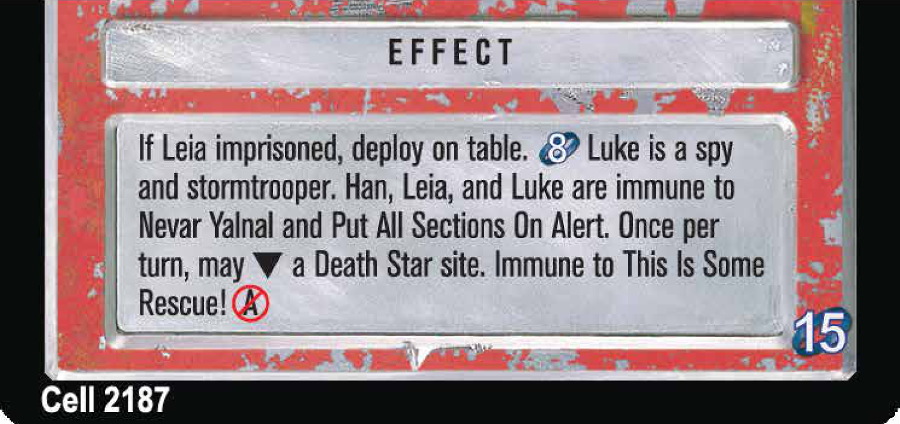 EFFECT
If Leia imprisoned, deploy on table. 8 Luke is a spy
and stormtrooper. Han, Leia, and Luke are immune to
Nevar Yalnal and Put All Sections On Alert. Once per
turn, may ▼ a Death Star site. Immune to This Is Some
Rescue! A
15
Cell 2187